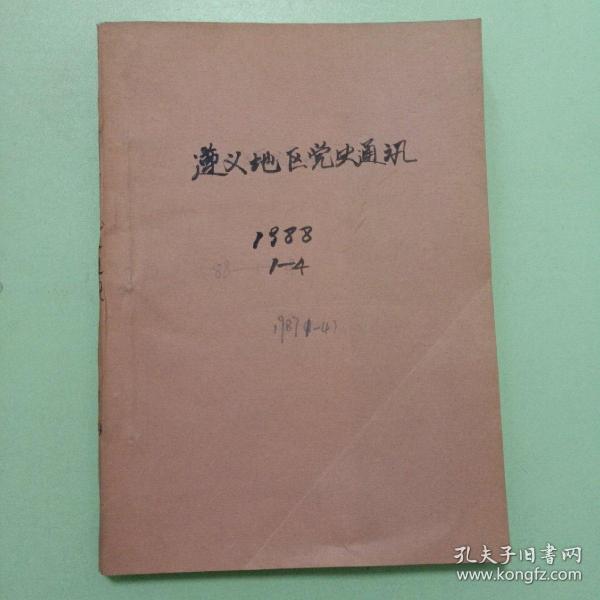 遵义地区党史通讯
1988
88—
1—4
1987(1—4)
孔夫子旧书网
www.kongfz.com